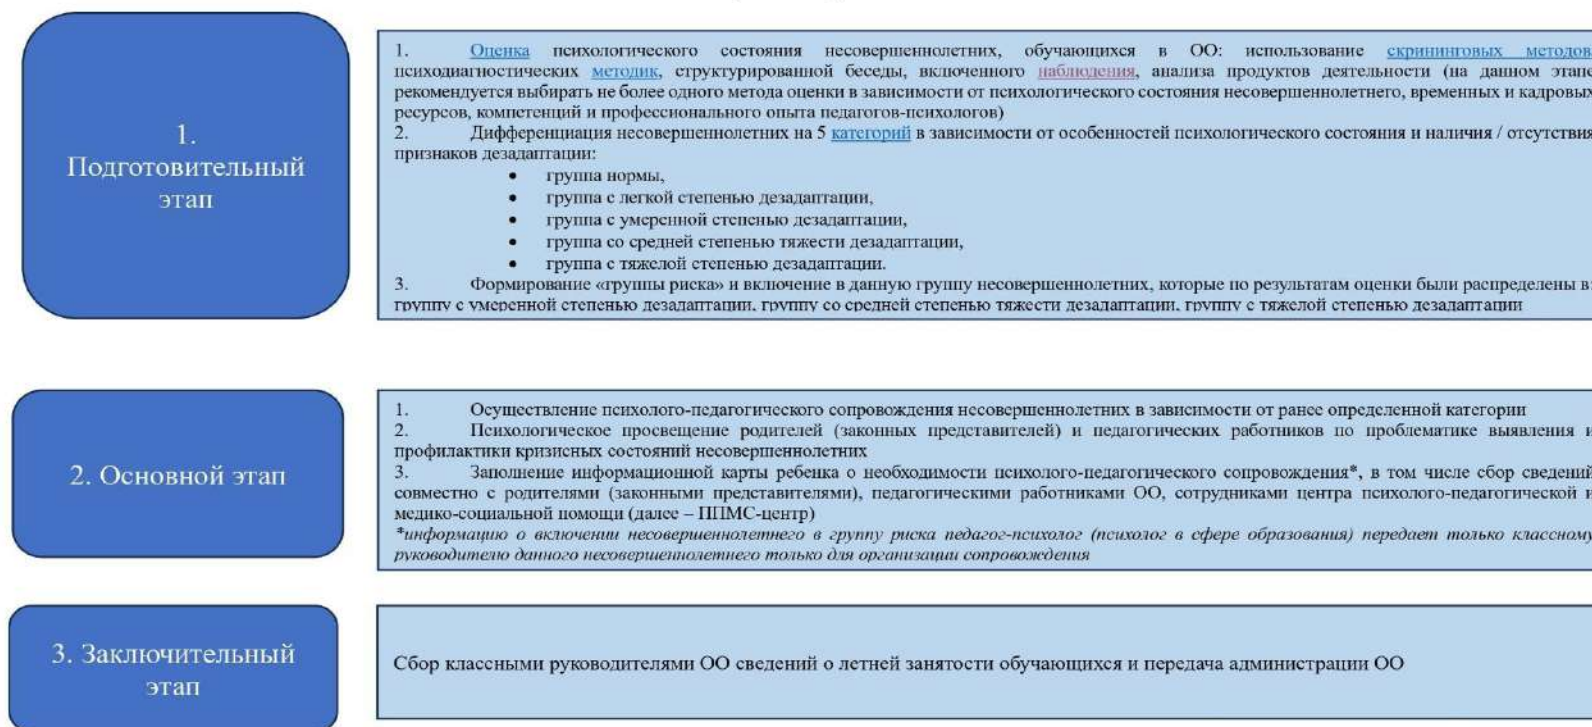 1.
Подготовительный
этап
1. Оценка психологического состояния несовершеннолетних, обучающихся в ОО: использование скрининговых методов,
психодиагностических методик, структурированной беседы, включенного наблюдения, анализа продуктов деятельности (на данном этапе
рекомендуется выбирать не более одного метода оценки в зависимости от психологического состояния несовершеннолетнего, временных и кадровых
ресурсов, компетенций и профессионального опыта педагогов-психологов)
2. Дифференциация несовершеннолетних на 5 категорий в зависимости от особенностей психологического состояния и наличия / отсутствия
признаков дезадаптации:
• группа нормы,
• группа с легкой степенью дезадаптации,
• группа с умеренной степенью дезадаптации,
• группа со средней степенью тяжести дезадаптации,
• группа с тяжелой степенью дезадаптации.
3. Формирование «группы риска» и включение в данную группу несовершеннолетних, которые по результатам оценки были распределены в:
группу с умеренной степенью дезадаптации, группу со средней степенью тяжести дезадаптации, группу с тяжелой степенью дезадаптации
2. Основной этап
1. Осуществление психолого-педагогического сопровождения несовершеннолетних в зависимости от ранее определенной категории
2. Психологическое просвещение родителей (законных представителей) и педагогических работников по проблематике выявления и
профилактики кризисных состояний несовершеннолетних
3. Заполнение информационной карты ребенка о необходимости психолого-педагогического сопровождения*, в том числе сбор сведений
совместно с родителями (законными представителями), педагогическими работниками ОО, сотрудниками центра психолого-педагогической и
медико-социальной помощи (далее – ППМС-центр)
*информацию о включении несовершеннолетнего в группу риска педагог-психолог (психолог в сфере образования) передает только классному
руководителю данного несовершеннолетнего только для организации сопровождения
3. Заключительный
этап
Сбор классными руководителями ОО сведений о летней занятости обучающихся и передача администрации ОО